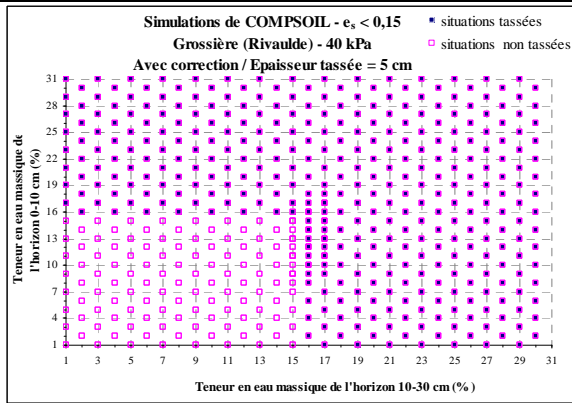 Simulations de COMPSOIL - es < 0,15
Grossière (Rivaulde) - 40 kPa
Avec correction / Epaisseur tassée = 5 cm
situations tassées
situations non tassées
Teneur en eau massique de
l'horizon 0-10 cm (%)
31
28
25
22
19
16
13
10
7
4
1
1 3 5 7 9 11 13 15 17 19 21 23 25 27 29 31
Teneur en eau massique de l'horizon 10-30 cm (%)